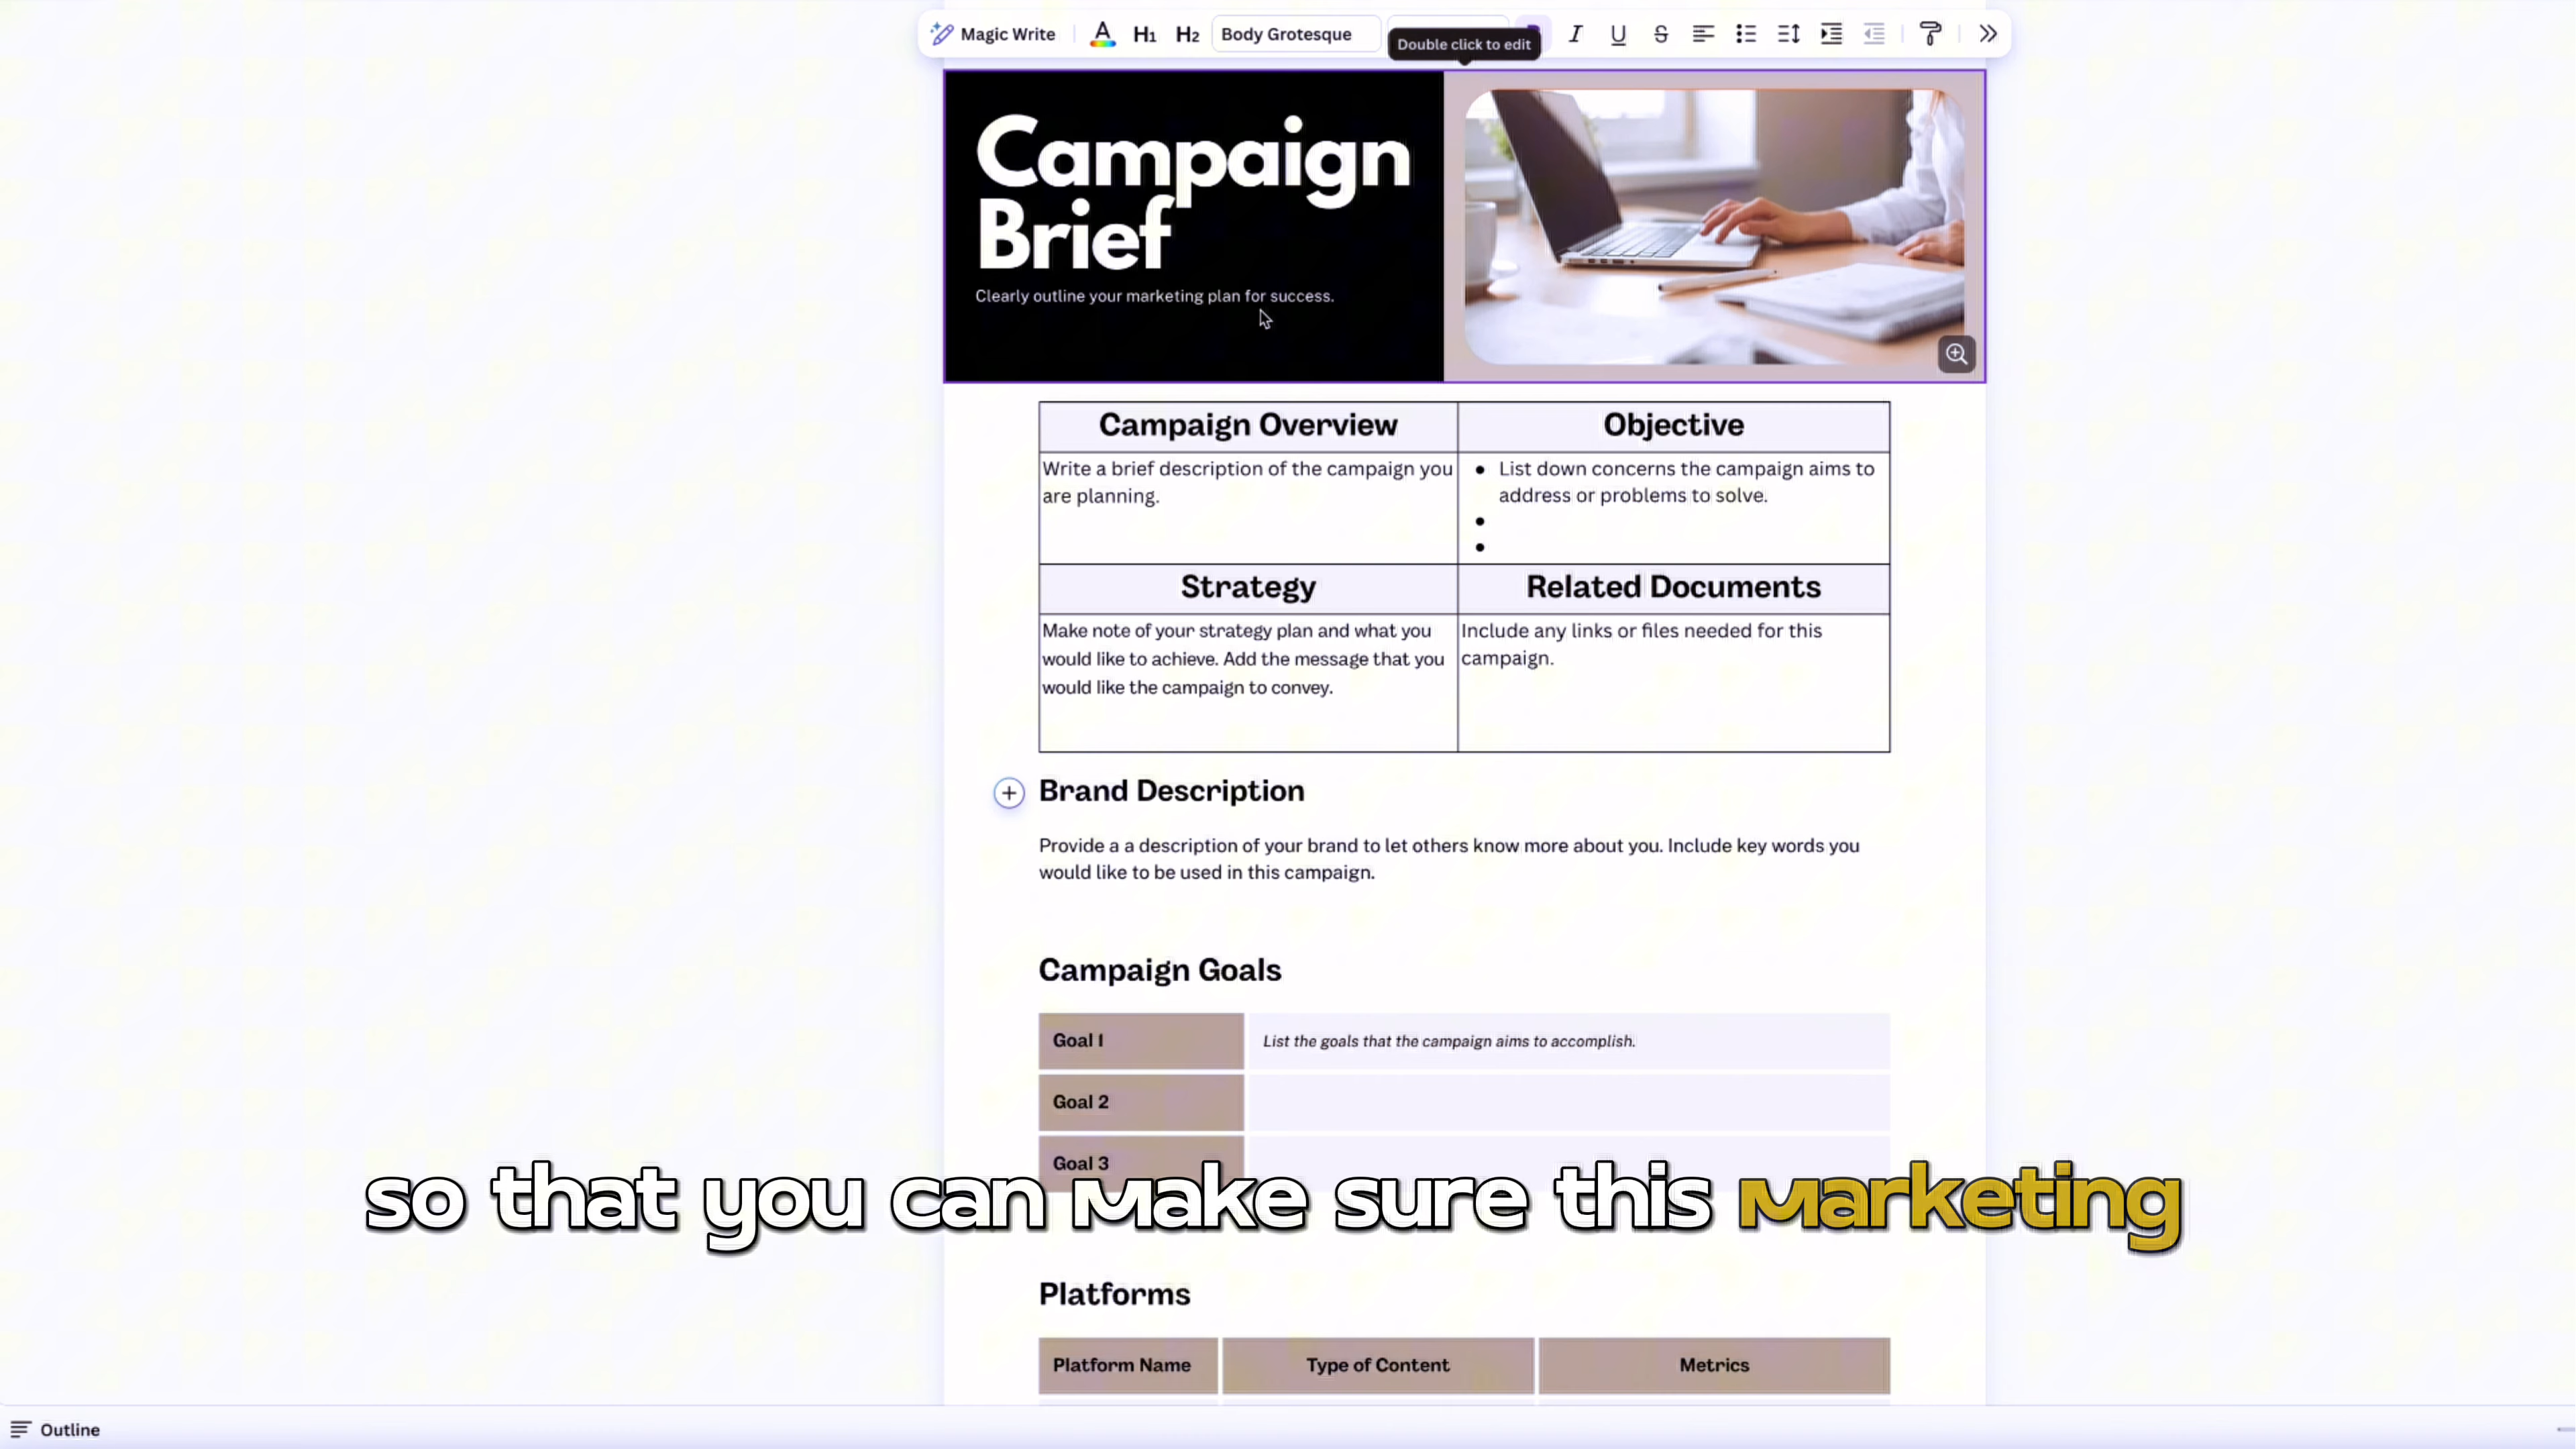 Magic Write
A
H1
H2
Body Grotesque
I
U
S
Double click to edit
Campaign
Brief
Clearly outline your marketing plan for success.
Campaign Overview
Objective
Write a brief description of the campaign you
are planning.
• List down concerns the campaign aims to
address or problems to solve.
•
•
Strategy
Related Documents
Make note of your strategy plan and what you
would like to achieve. Add the message that you
would like the campaign to convey.
Include any links or files needed for this
campaign.
Brand Description
Provide a a description of your brand to let others know more about you. Include key words you
would like to be used in this campaign.
Campaign Goals
Goal 1
List the goals that the campaign aims to accomplish.
Goal 2
Goal 3
so that you can make sure this marketing
Platforms
Platform Name
Type of Content
Metrics
Outline